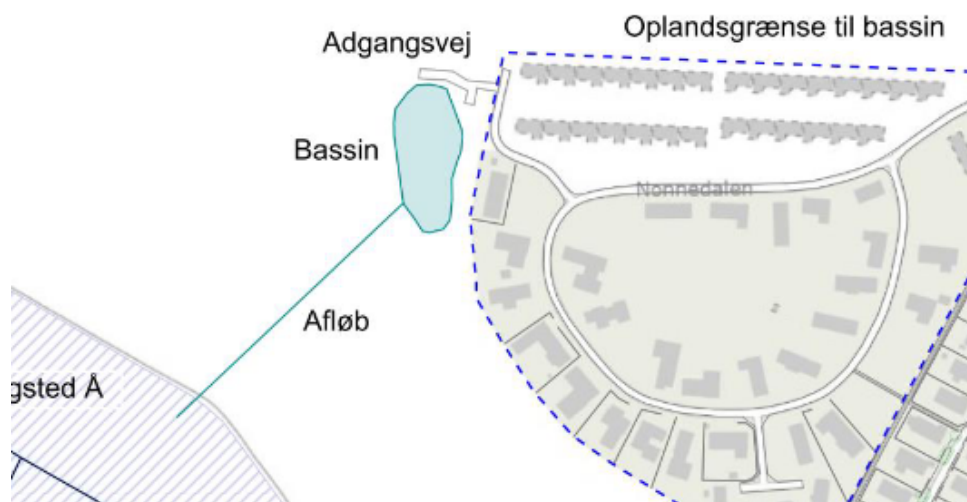 Oplandsgrænse til bassin
Adgangsvej
Bassin
Nonnedalen
Afløb
gsted Å